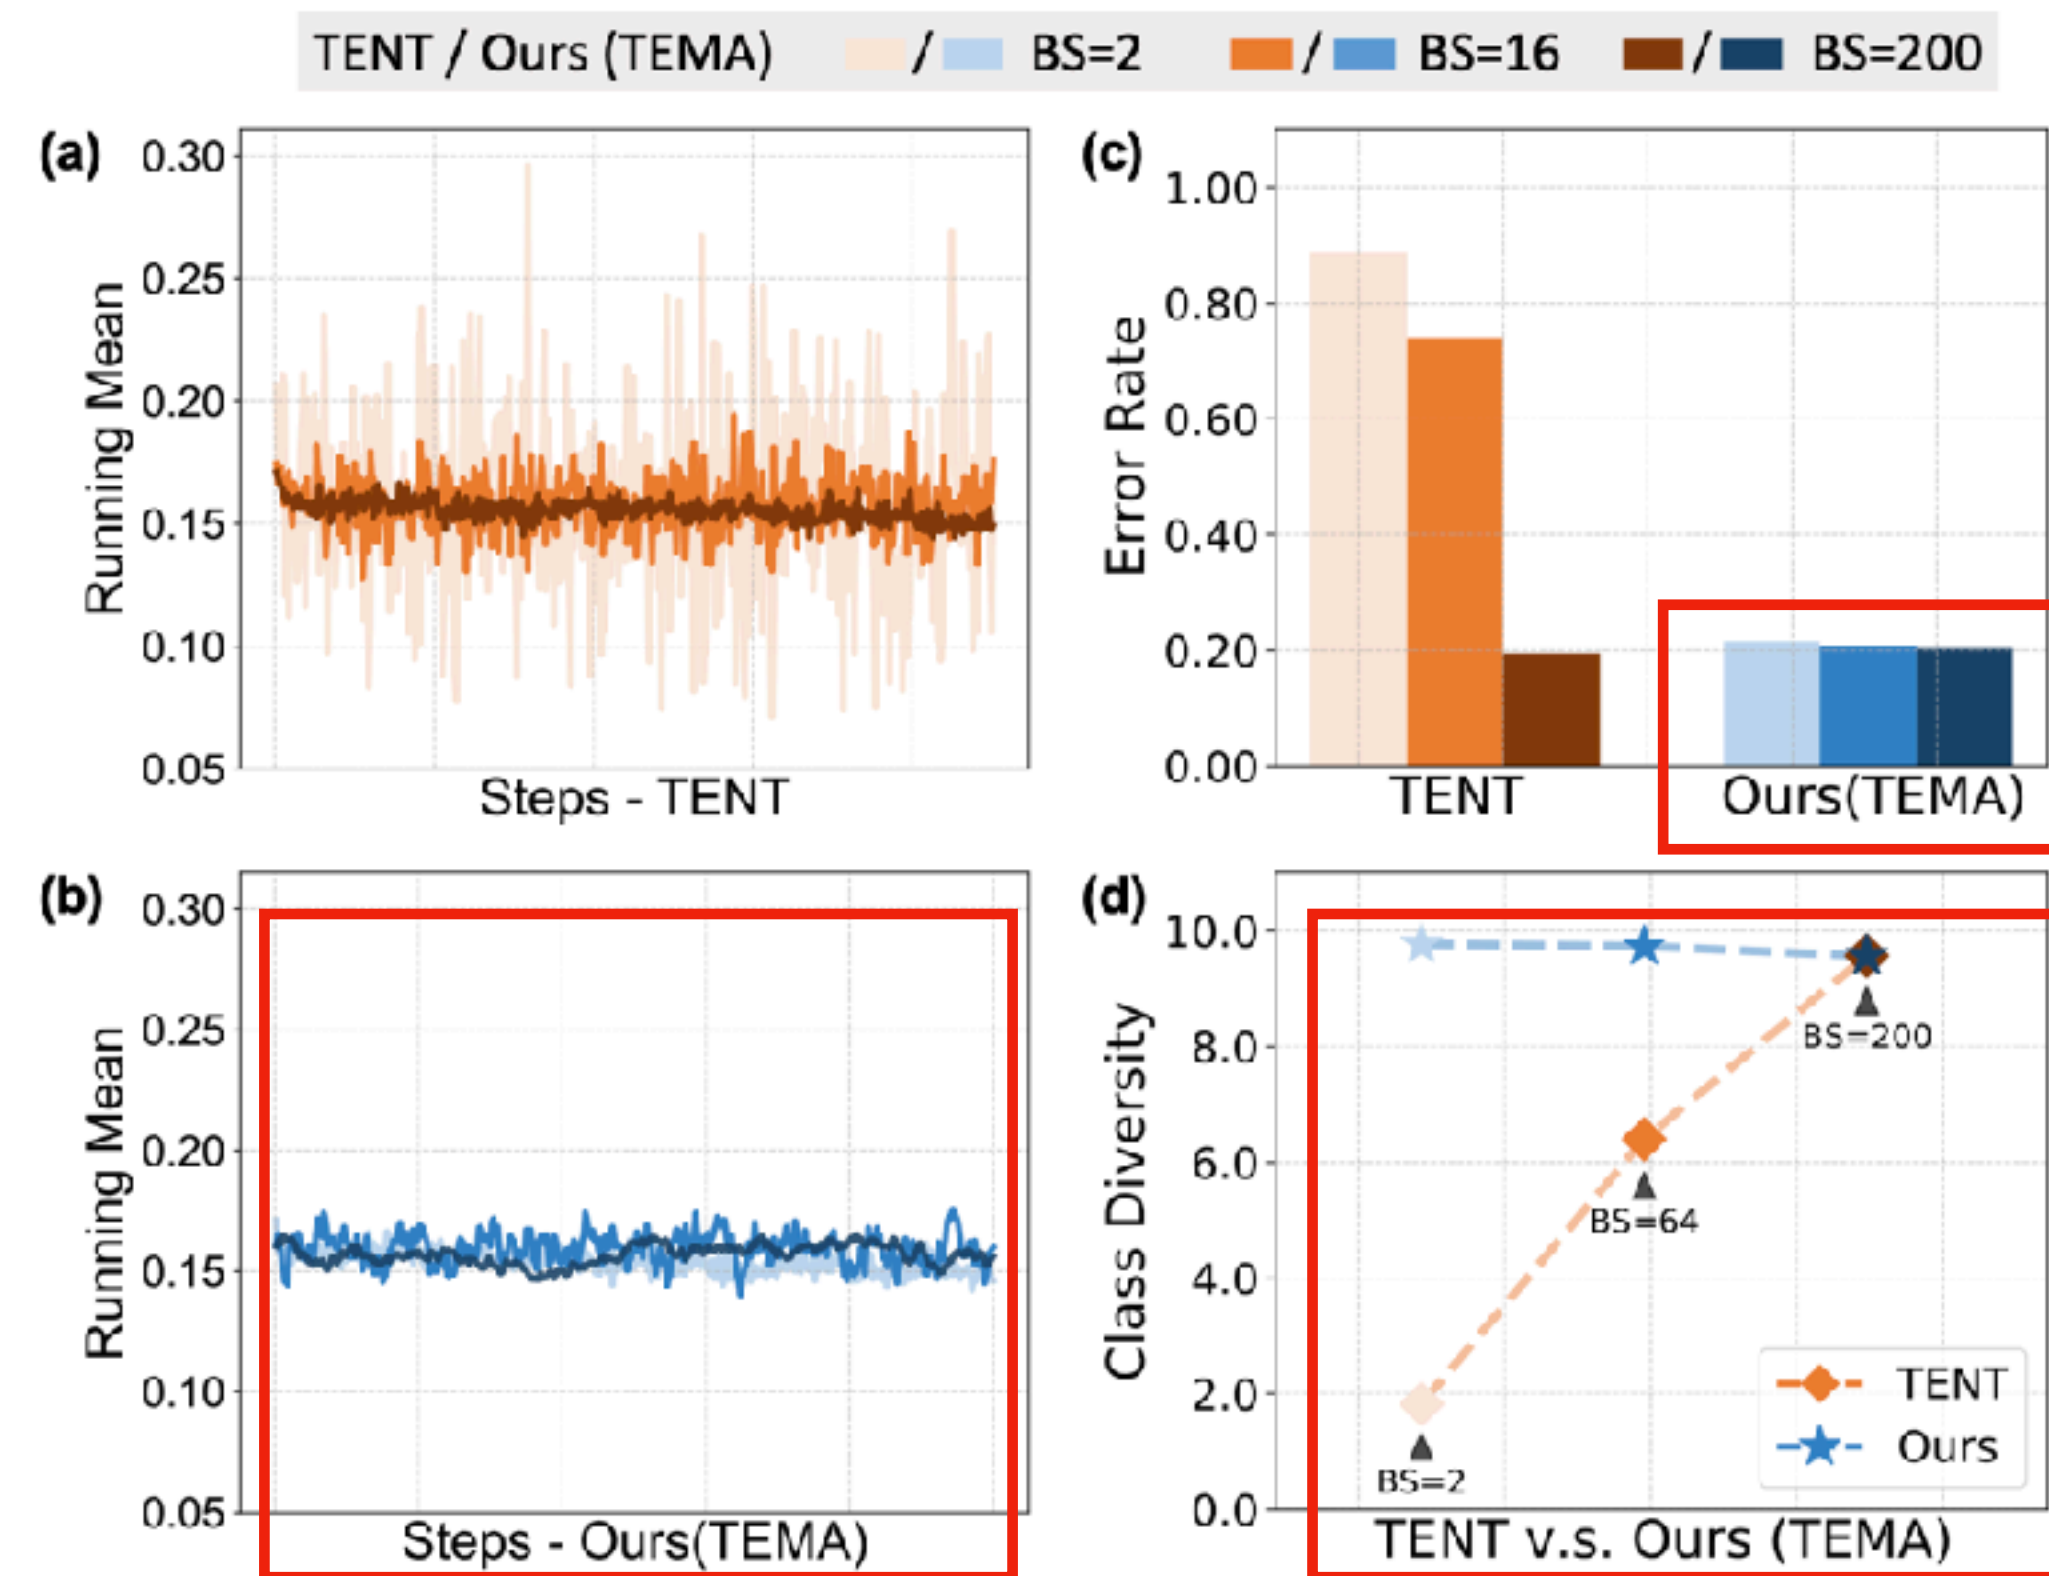 TENT / Ours (TEMA) / BS=2 / BS=16 / BS=200
(a)
Running Mean
0.30
0.25
0.20
0.15
0.10
0.05
Steps - TENT
(c)
Error Rate
1.00
0.80
0.60
0.40
0.20
0.00
TENT
Ours(TEMA)
(b)
Running Mean
0.30
0.25
0.20
0.15
0.10
0.05
Steps - Ours(TEMA)
(d)
Class Diversity
10.0
8.0
6.0
4.0
2.0
0.0
BS=200
BS=64
BS=2
TENT
Ours
TENT v.s. Ours (TEMA)